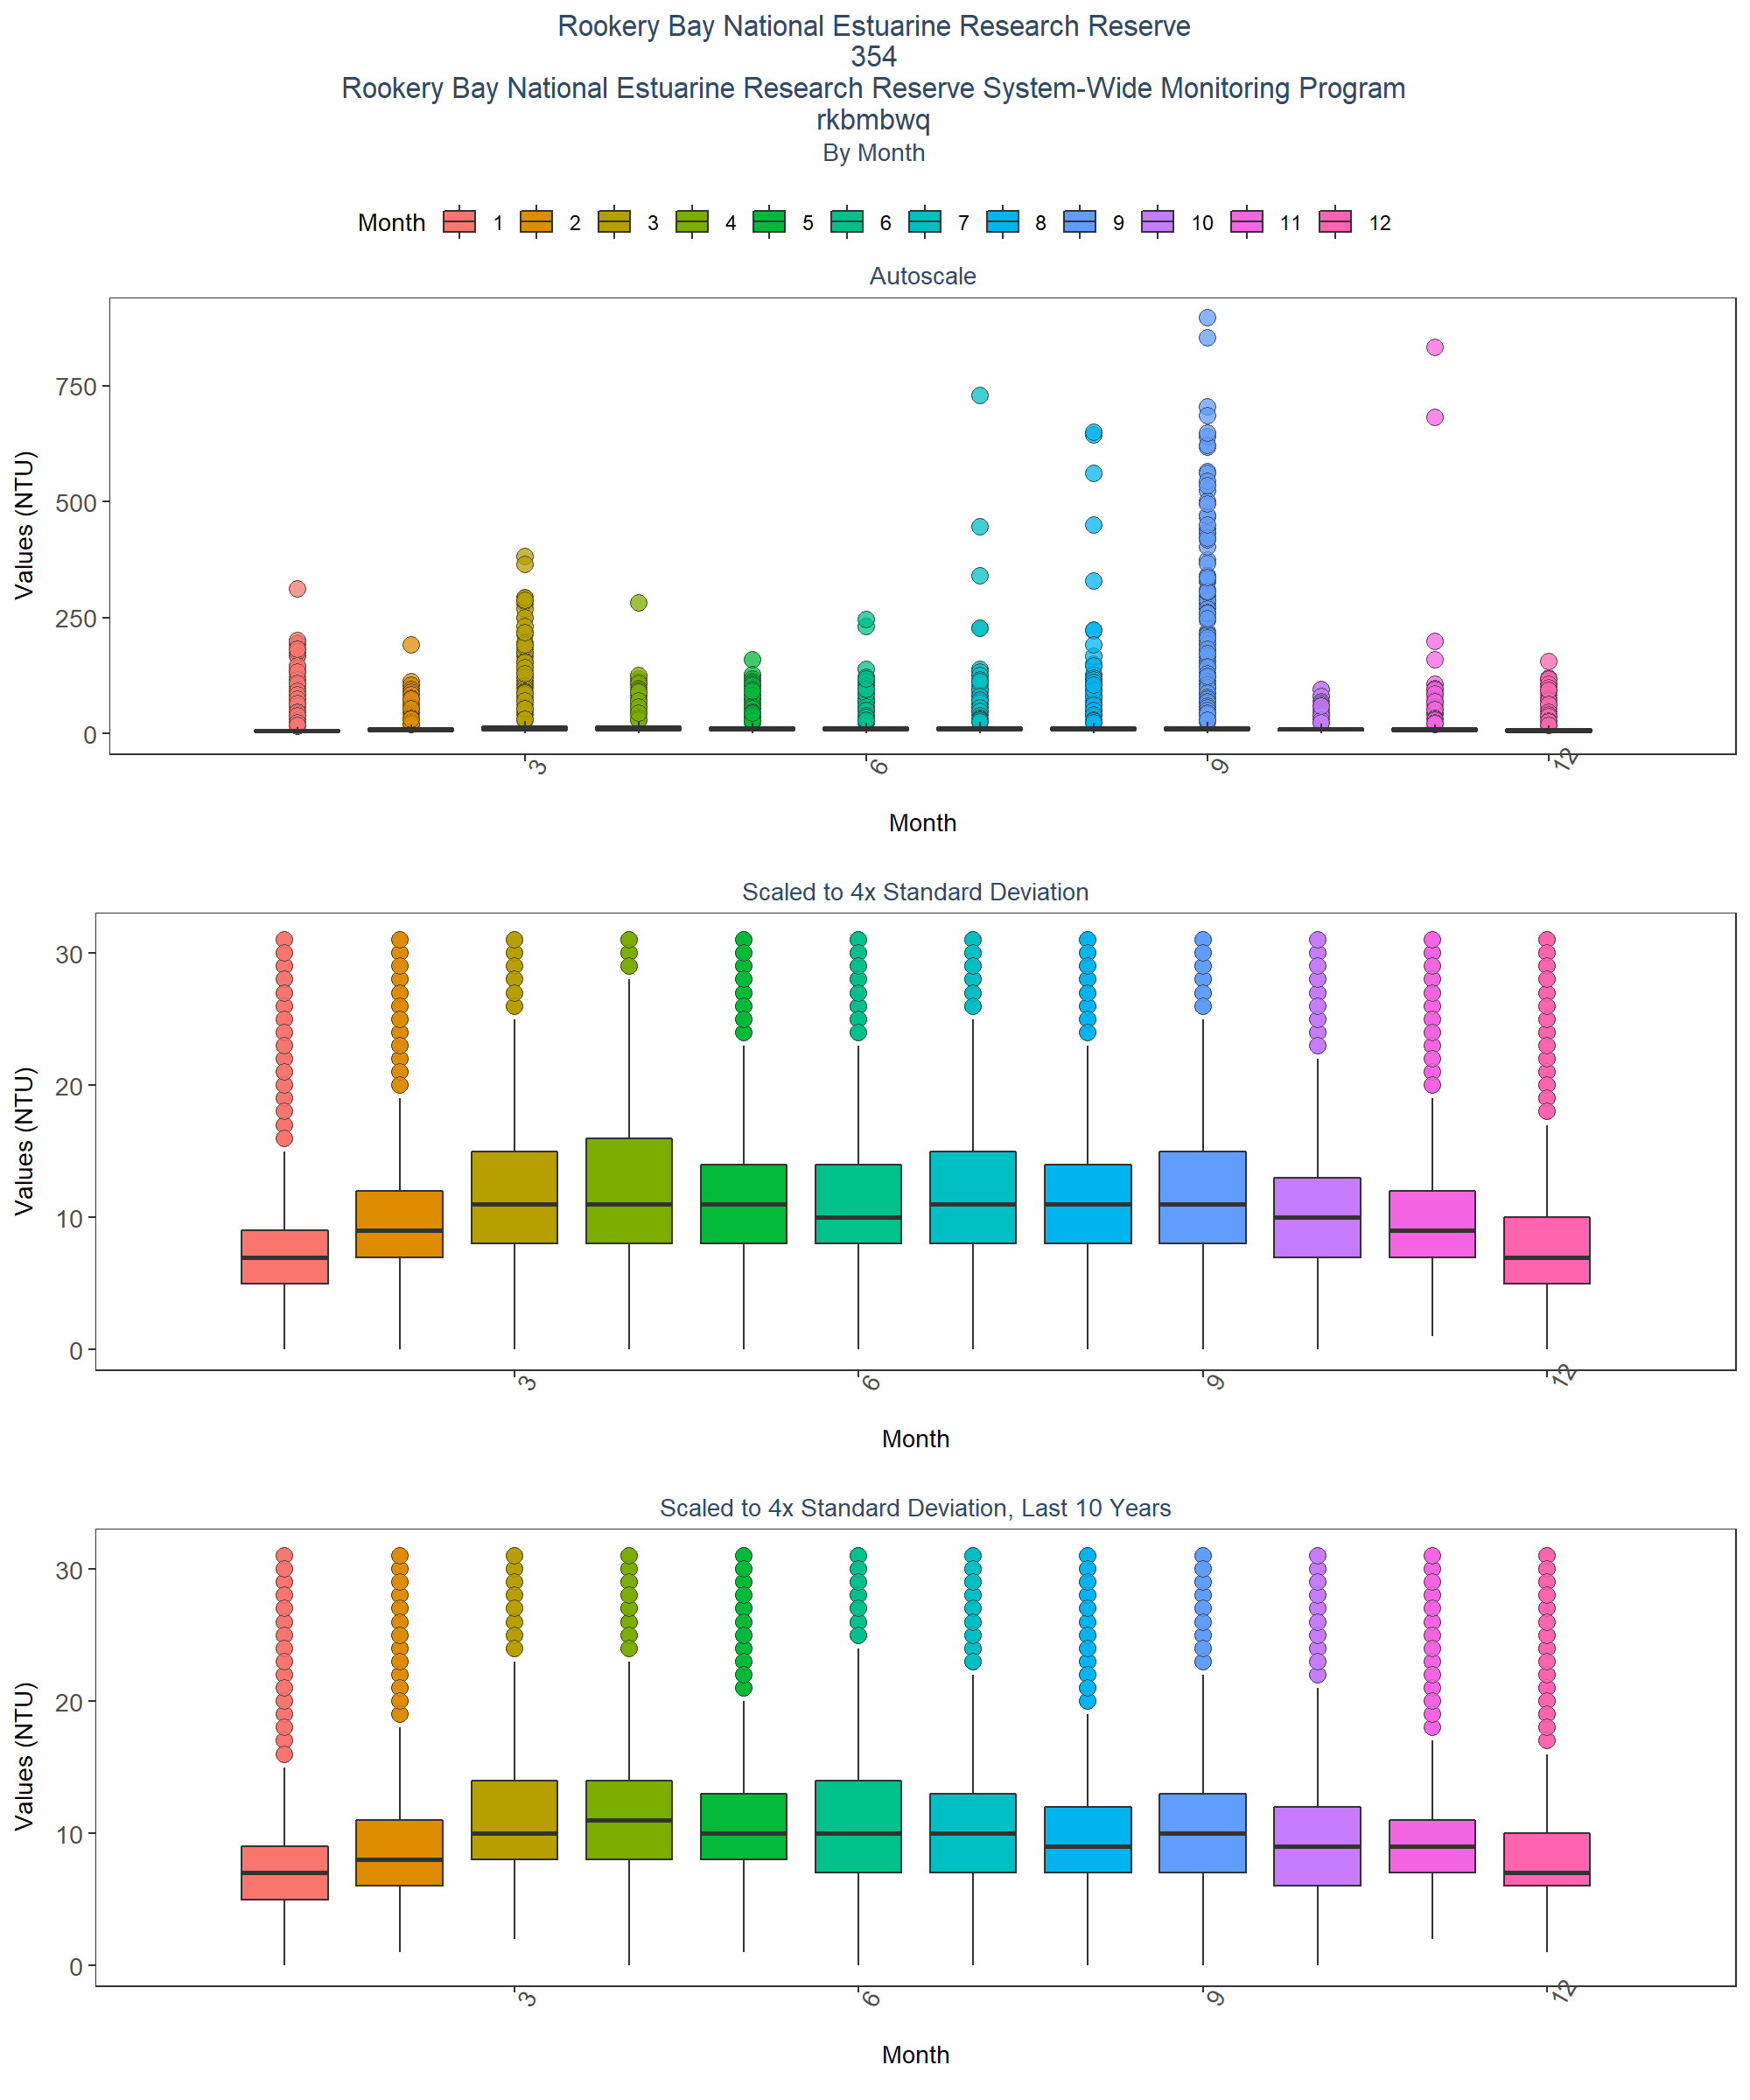 Rookery Bay National Estuarine Research Reserve
354
Rookery Bay National Estuarine Research Reserve System-Wide Monitoring Program
rkbmbwq
By Month
Month 1 2 3 4 5 6 7 8 9 10 11 12
Autoscale
Values (NTU)
750
500
250
0
3 6 9 12
Month
Scaled to 4x Standard Deviation
Values (NTU)
30
20
10
0
3 6 9 12
Month
Scaled to 4x Standard Deviation, Last 10 Years
Values (NTU)
30
20
10
0
3 6 9 12
Month